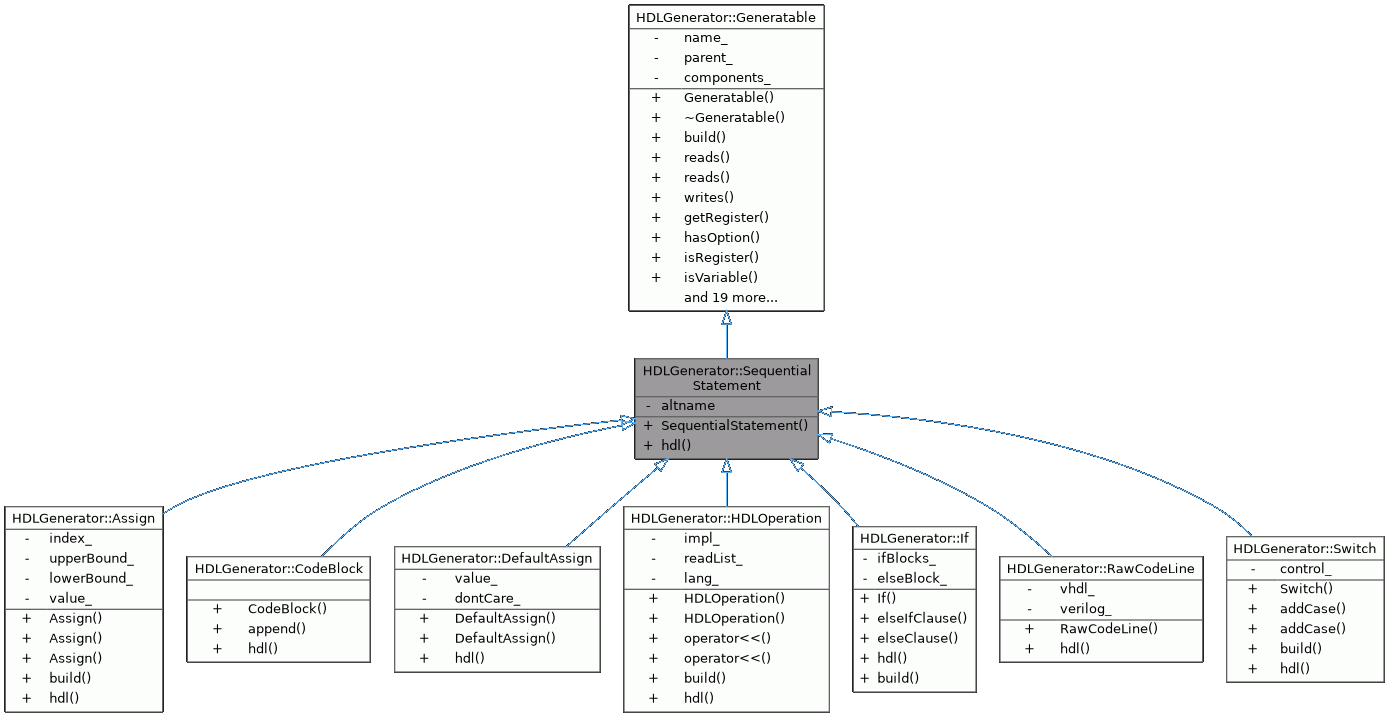 HDLGenerator::Generatable
- name_
- parent_
- components_
+ Generatable()
+ ~Generatable()
+ build()
+ reads()
+ reads()
+ writes()
+ getRegister()
+ hasOption()
+ isRegister()
+ isVariable()
and 19 more...
HDLGenerator::Sequential
Statement
- altname
+ SequentialStatement()
+ hdl()
HDLGenerator::Assign
- index_
- upperBound_
- lowerBound_
- value_
+ Assign()
+ Assign()
+ Assign()
+ build()
+ hdl()
HDLGenerator::CodeBlock
+ CodeBlock()
+ append()
+ hdl()
HDLGenerator::DefaultAssign
- value_
- dontCare_
+ DefaultAssign()
+ DefaultAssign()
+ hdl()
HDLGenerator::HDLOperation
- impl_
- readList_
- lang_
+ HDLOperation()
+ HDLOperation()
+ operator<<()
+ operator<<()
+ build()
+ hdl()
HDLGenerator::If
- ifBlocks_
- elseBlock_
+ If()
+ elseIfClause()
+ elseClause()
+ hdl()
+ build()
HDLGenerator::RawCodeLine
- vhdl_
- verilog_
+ RawCodeLine()
+ hdl()
HDLGenerator::Switch
- control_
+ Switch()
+ addCase()
+ addCase()
+ build()
+ hdl()